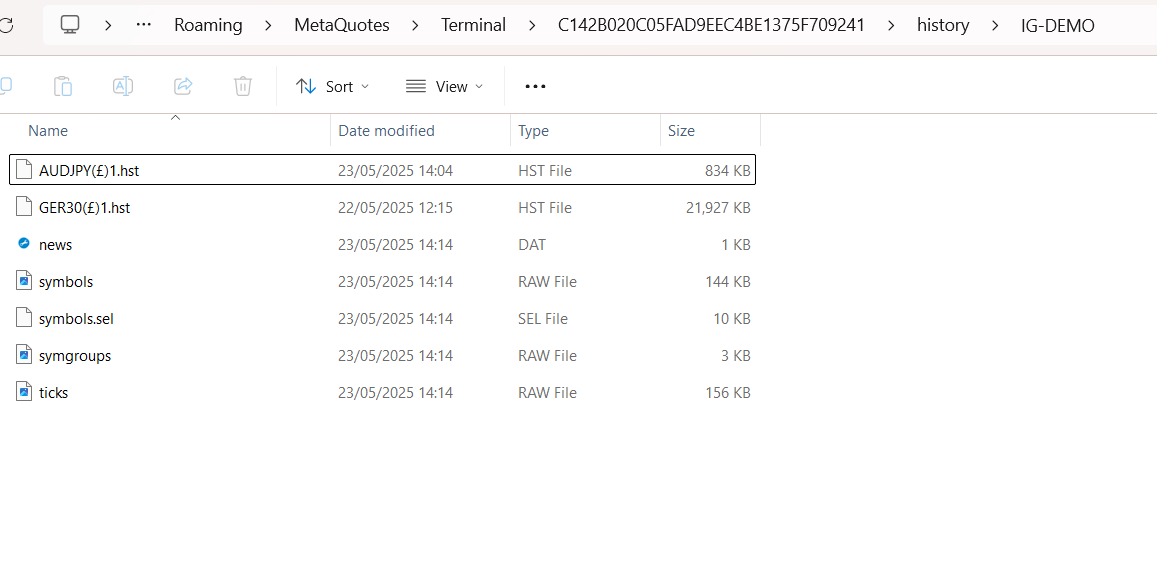 Roaming > MetaQuotes > Terminal > C142B020C05FAD9EEC4BE1375F709241 > history > IG-DEMO
Sort View
Name Date modified Type Size
AUDJPY(£)1.hst 23/05/2025 14:04 HST File 834 KB
GER30(£)1.hst 22/05/2025 12:15 HST File 21,927 KB
news 23/05/2025 14:14 DAT 1 KB
symbols 23/05/2025 14:14 RAW File 144 KB
symbols.sel 23/05/2025 14:14 SEL File 10 KB
symgroups 23/05/2025 14:14 RAW File 3 KB
ticks 23/05/2025 14:14 RAW File 156 KB